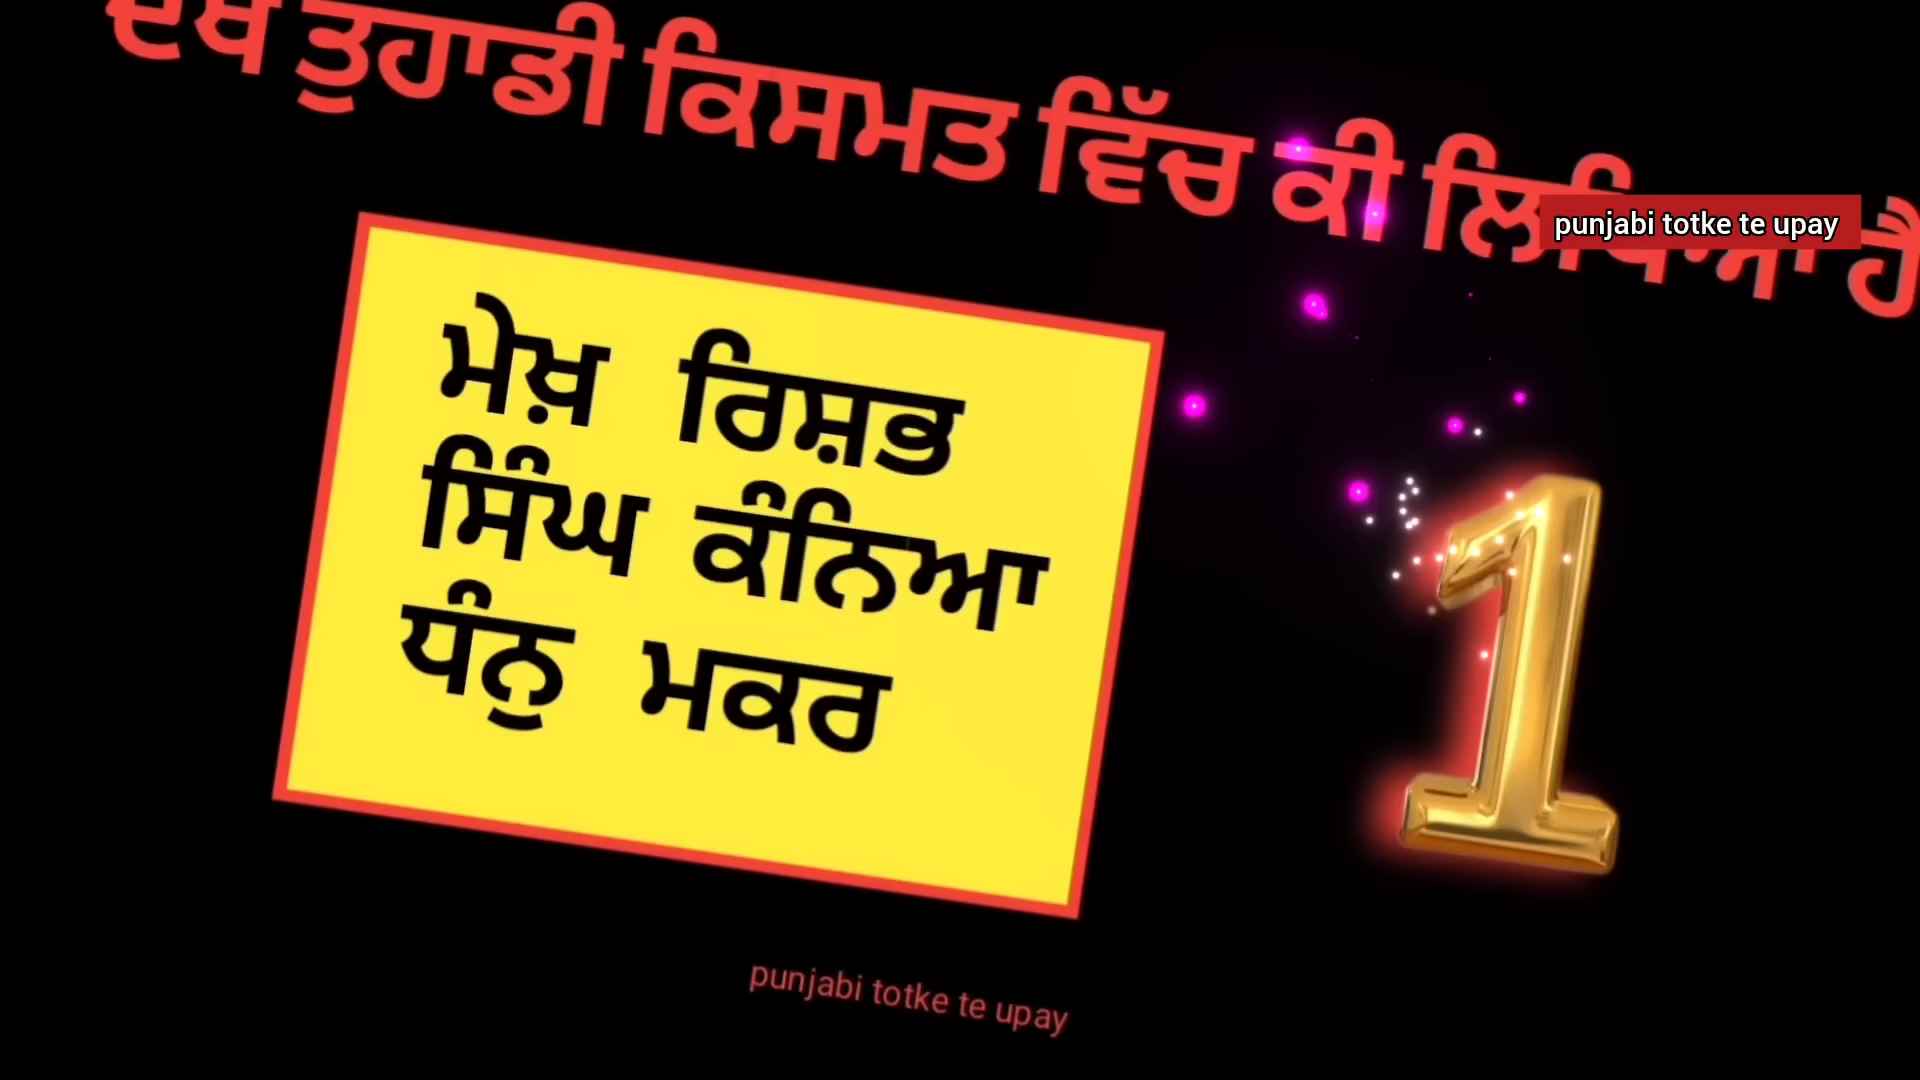 ਤੁਹਾਡੀ ਕਿਸਮਤ ਵਿੱਚ ਕੀ ਹੈ
punjabi totke te upay
ਮੇਖ਼ ਰਿਸ਼ਭ
ਸਿੰਘ ਕੰਨਿਆ
ਧੰਨੁ ਮਕਰ
1
punjabi totke te upay